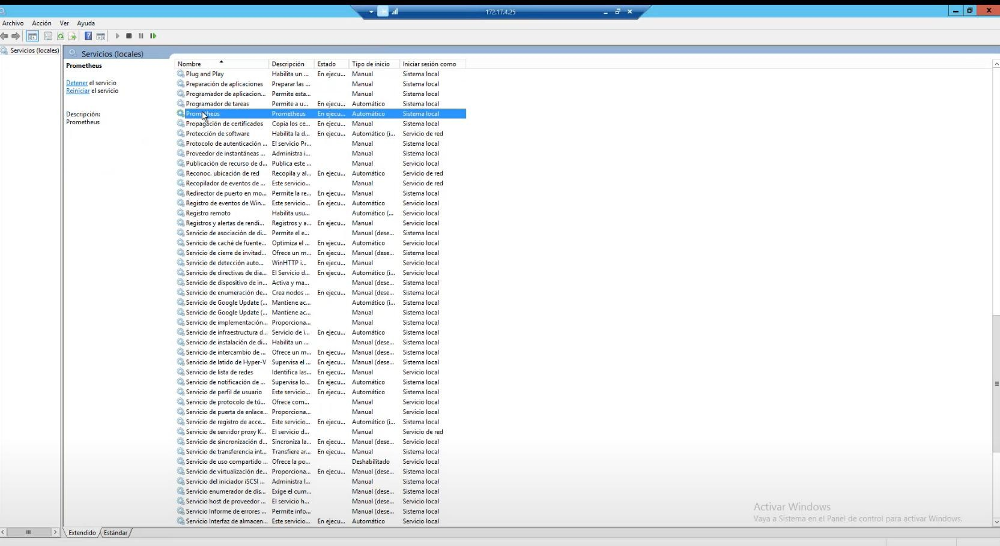 172.17.4.25
Archivo Acción Ver Ayuda
Servicios (locales)
Servicios (locales)
Prometheus
Detener el servicio
Reiniciar el servicio
Descripción:
Prometheus
Nombre Descripción Estado Tipo de inicio Iniciar sesión como
Plug and Play Habilita un ... En ejecu... Manual Sistema local
Preparación de aplicaciones Preparar las ... Manual Sistema local
Programador de aplicacion... Permite esta... Manual Sistema local
Programador de tareas Permite a u... En ejecu... Automático Sistema local
Prometheus Prometheus En ejecu... Automático Sistema local
Propagación de certificados Copia los ce... En ejecu... Manual Sistema local
Protección de software Habilita la d... En ejecu... Automático (i... Servicio de red
Protocolo de autenticación ... El servicio Pr... Manual Sistema local
Proveedor de instantáneas ... Administra i... Manual Sistema local
Publicación de recurso de d... Publica este ... Manual Servicio local
Reconoc. ubicación de red Recopila y al... En ejecu... Automático Servicio de red
Recopilador de eventos de ... Este servicio... Manual Servicio de red
Redirector de puerto en mo... Permite la re... En ejecu... Manual Sistema local
Registro de eventos de Win... Este servicio... En ejecu... Automático Servicio local
Registro remoto Habilita usu... Automático (... Servicio local
Registros y alertas de rendi... Registros y a... En ejecu... Manual Servicio local
Servicio de asociación de di... Permite el e... Manual (dese... Sistema local
Servicio de caché de fuente... Optimiza el ... En ejecu... Automático Servicio local
Servicio de cierre de invitad... Ofrece un m... En ejecu... Manual (dese... Sistema local
Servicio de detección auto... WinHTTP i... En ejecu... Manual Servicio local
Servicio de directivas de dia... El Servicio d... En ejecu... Automático (i... Servicio local
Servicio de dispositivo de in... Activa y ma... Manual (dese... Sistema local
Servicio de enumeración de... Crea nodos ... En ejecu... Manual (dese... Sistema local
Servicio de Google Update (... Mantiene ac... Automático (i... Sistema local
Servicio de Google Update (... Mantiene ac... Manual Sistema local
Servicio de implementación... Proporciona... Manual Sistema local
Servicio de infraestructura d... Servicio de i... En ejecu... Automático Sistema local
Servicio de instalación de di... Habilita un ... Manual (dese... Sistema local
Servicio de intercambio de ... Ofrece un m... En ejecu... Manual (dese... Sistema local
Servicio de latido de Hyper-V Supervisa el ... En ejecu... Manual (dese... Sistema local
Servicio de lista de redes Identifica las... En ejecu... Manual Servicio local
Servicio de notificación de ... Supervisa lo... En ejecu... Automático Sistema local
Servicio de perfil de usuario Este servicio... En ejecu... Automático Sistema local
Servicio de protocolo de tú... Ofrece com... Manual Servicio local
Servicio de puerta de enlace... Proporciona... Manual Servicio local
Servicio de registro de acce... Este servicio... En ejecu... Automático (i... Sistema local
Servicio de servidor proxy K... El servicio d... Manual Servicio de red
Servicio de sincronización d... Sincroniza la... En ejecu... Manual (dese... Servicio local
Servicio de transferencia int... Transfiere ar... En ejecu... Manual Sistema local
Servicio de uso compartido ... Ofrece la po... Deshabilitado Servicio local
Servicio de virtualización de... Proporciona... En ejecu... Manual (dese... Sistema local
Servicio del iniciador iSCSI ... Administra l... Manual Sistema local
Servicio enumerador de dis... Exige el cum... Manual (dese... Sistema local
Servicio host de proveedor ... El servicio h... Manual (dese... Servicio local
Servicio Informe de errores ... Permite info... Manual (dese... Sistema local
Servicio Interfaz de almacen... Este servicio... En ejecu... Automático Servicio local
Activar Windows
Vaya a Sistema en el Panel de control para activar Windows.
Extendido Estándar